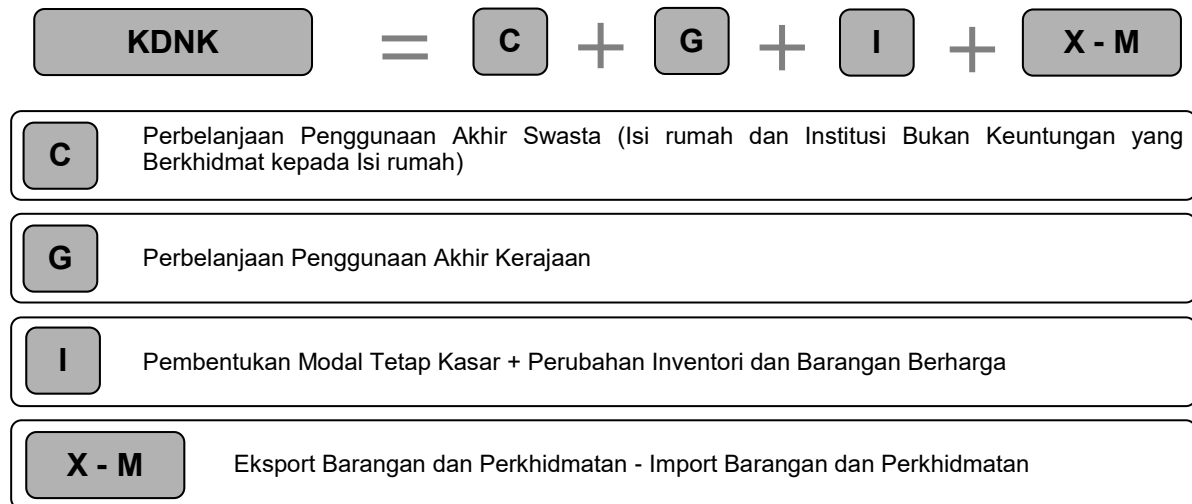 KDNK = C + G + I + X - M
C Perbelanjaan Penggunaan Akhir Swasta (Isi rumah dan Institusi Bukan Keuntungan yang
Berkhidmat kepada Isi rumah)
G Perbelanjaan Penggunaan Akhir Kerajaan
I Pembentukan Modal Tetap Kasar + Perubahan Inventori dan Barangan Berharga
X - M Eksport Barangan dan Perkhidmatan - Import Barangan dan Perkhidmatan